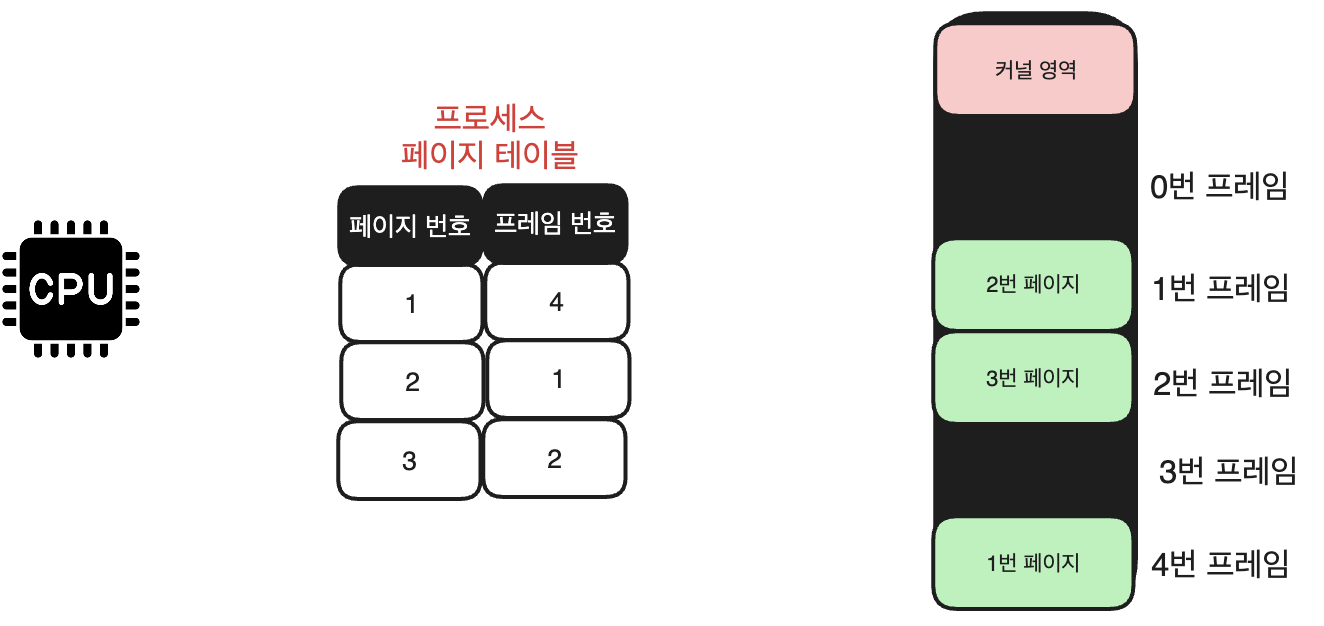 CPU
프로세스
페이지 테이블
페이지 번호 프레임 번호
1 4
2 1
3 2
커널 영역
0번 프레임
2번 페이지 1번 프레임
3번 페이지 2번 프레임
3번 프레임
1번 페이지 4번 프레임